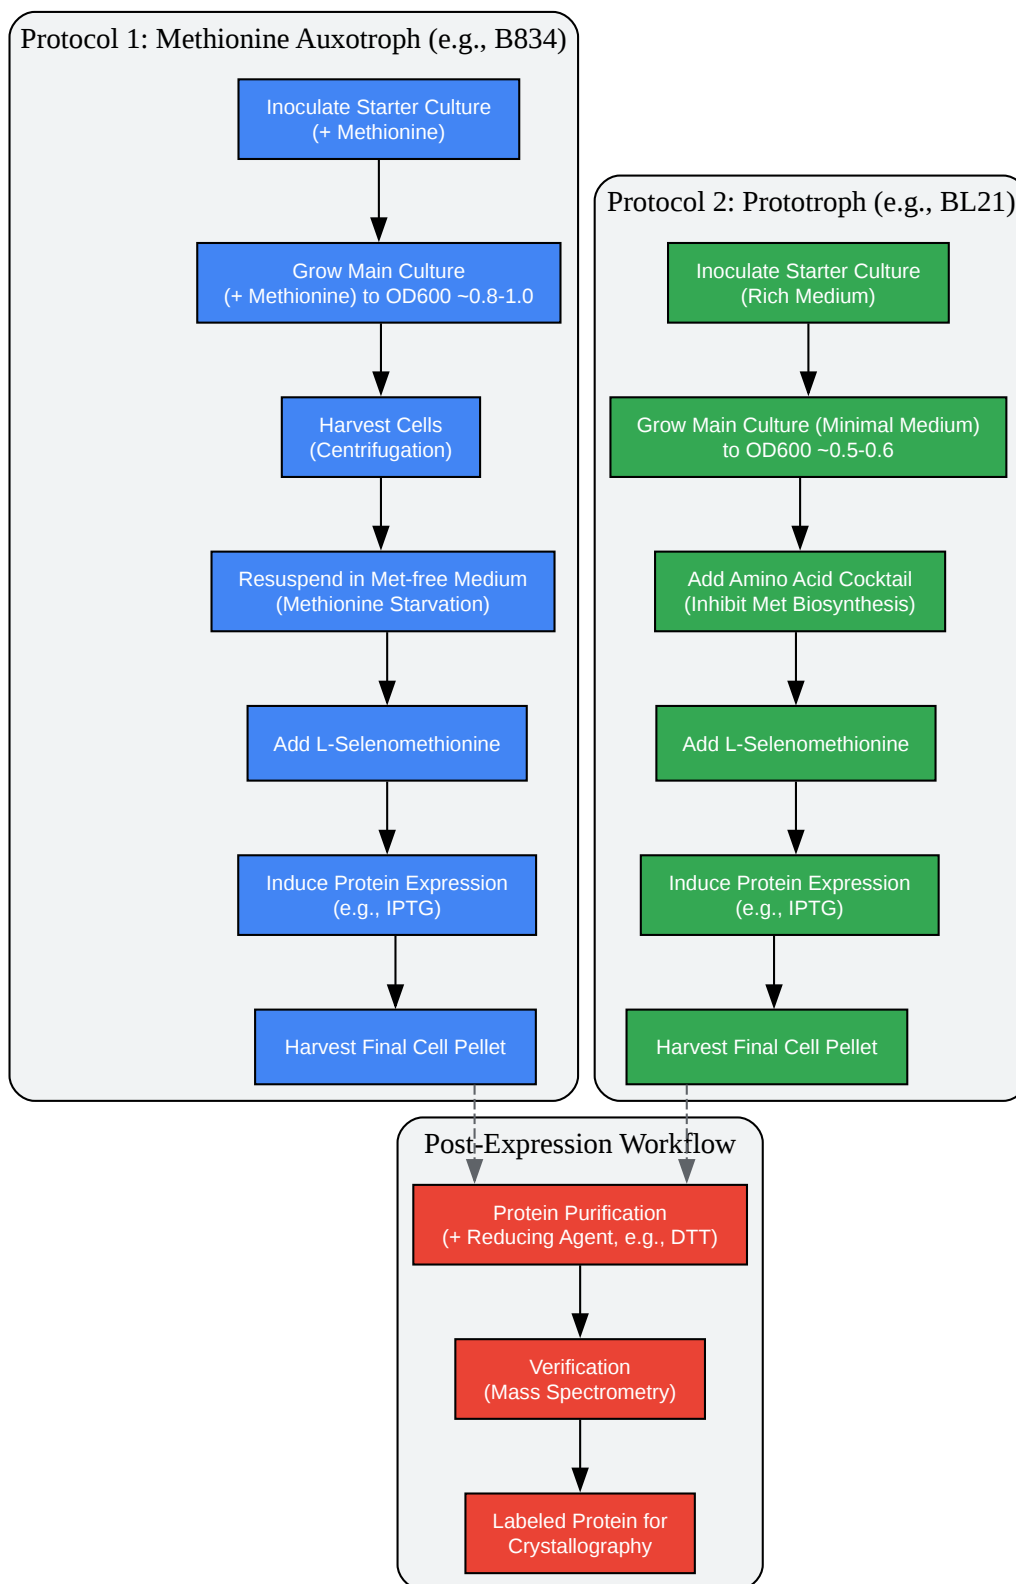 Protocol 1: Methionine Auxotroph (e.g., B834)
Inoculate Starter Culture
(+ Methionine)
Grow Main Culture
(+ Methionine) to OD600 ~0.8-1.0
Harvest Cells
(Centrifugation)
Resuspend in Met-free Medium
(Methionine Starvation)
Add L-Selenomethionine
Induce Protein Expression
(e.g., IPTG)
Harvest Final Cell Pellet
Protocol 2: Prototroph (e.g., BL21)
Inoculate Starter Culture
(Rich Medium)
Grow Main Culture (Minimal Medium)
to OD600 ~0.5-0.6
Add Amino Acid Cocktail
(Inhibit Met Biosynthesis)
Add L-Selenomethionine
Induce Protein Expression
(e.g., IPTG)
Harvest Final Cell Pellet
Post-Expression Workflow
Protein Purification
(+ Reducing Agent, e.g., DTT)
Verification
(Mass Spectrometry)
Labeled Protein for
Crystallography